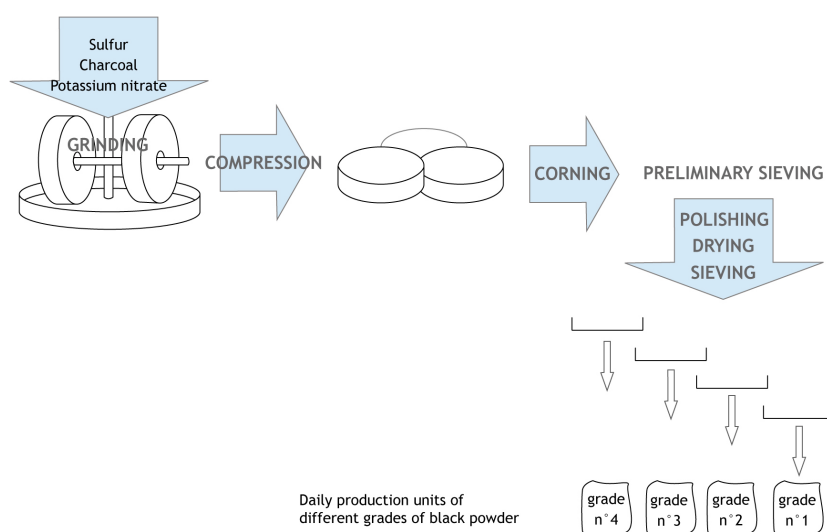 Sulfur
Charcoal
Potassium nitrate
GRINDING
COMPRESSION
CORNING
PRELIMINARY SIEVING
POLISHING
DRYING
SIEVING
Daily production units of
different grades of black powder
grade
n°4
grade
n°3
grade
n°2
grade
n°1